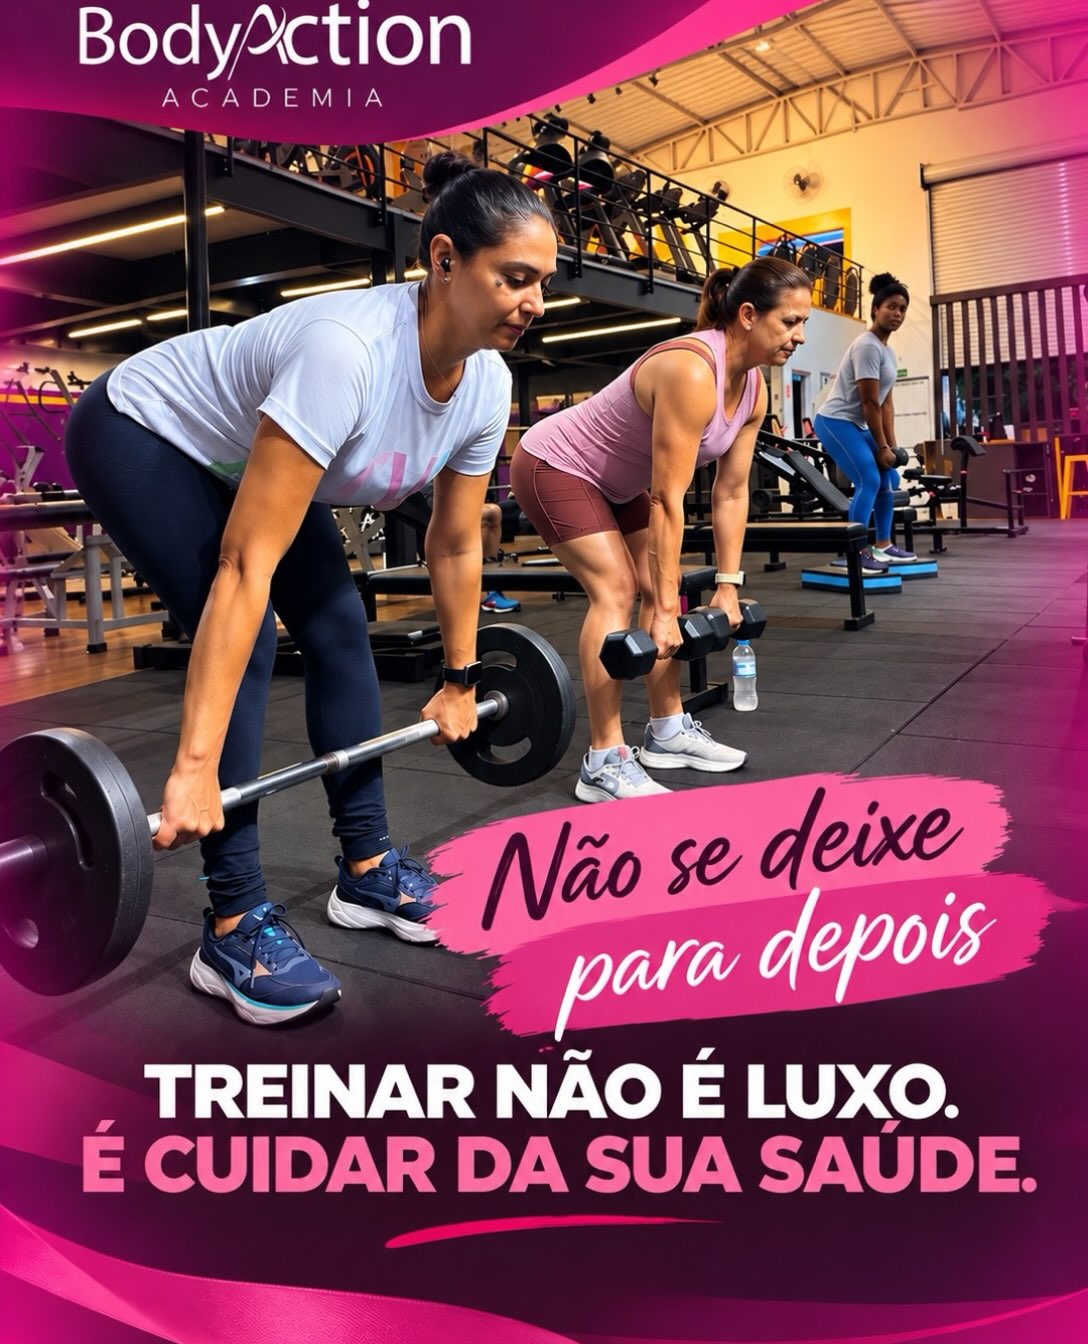 BodyAction
ACADEMIA
Não se deixe
para depois
TREINAR NÃO É LUXO.
É CUIDAR DA SUA SAÚDE.